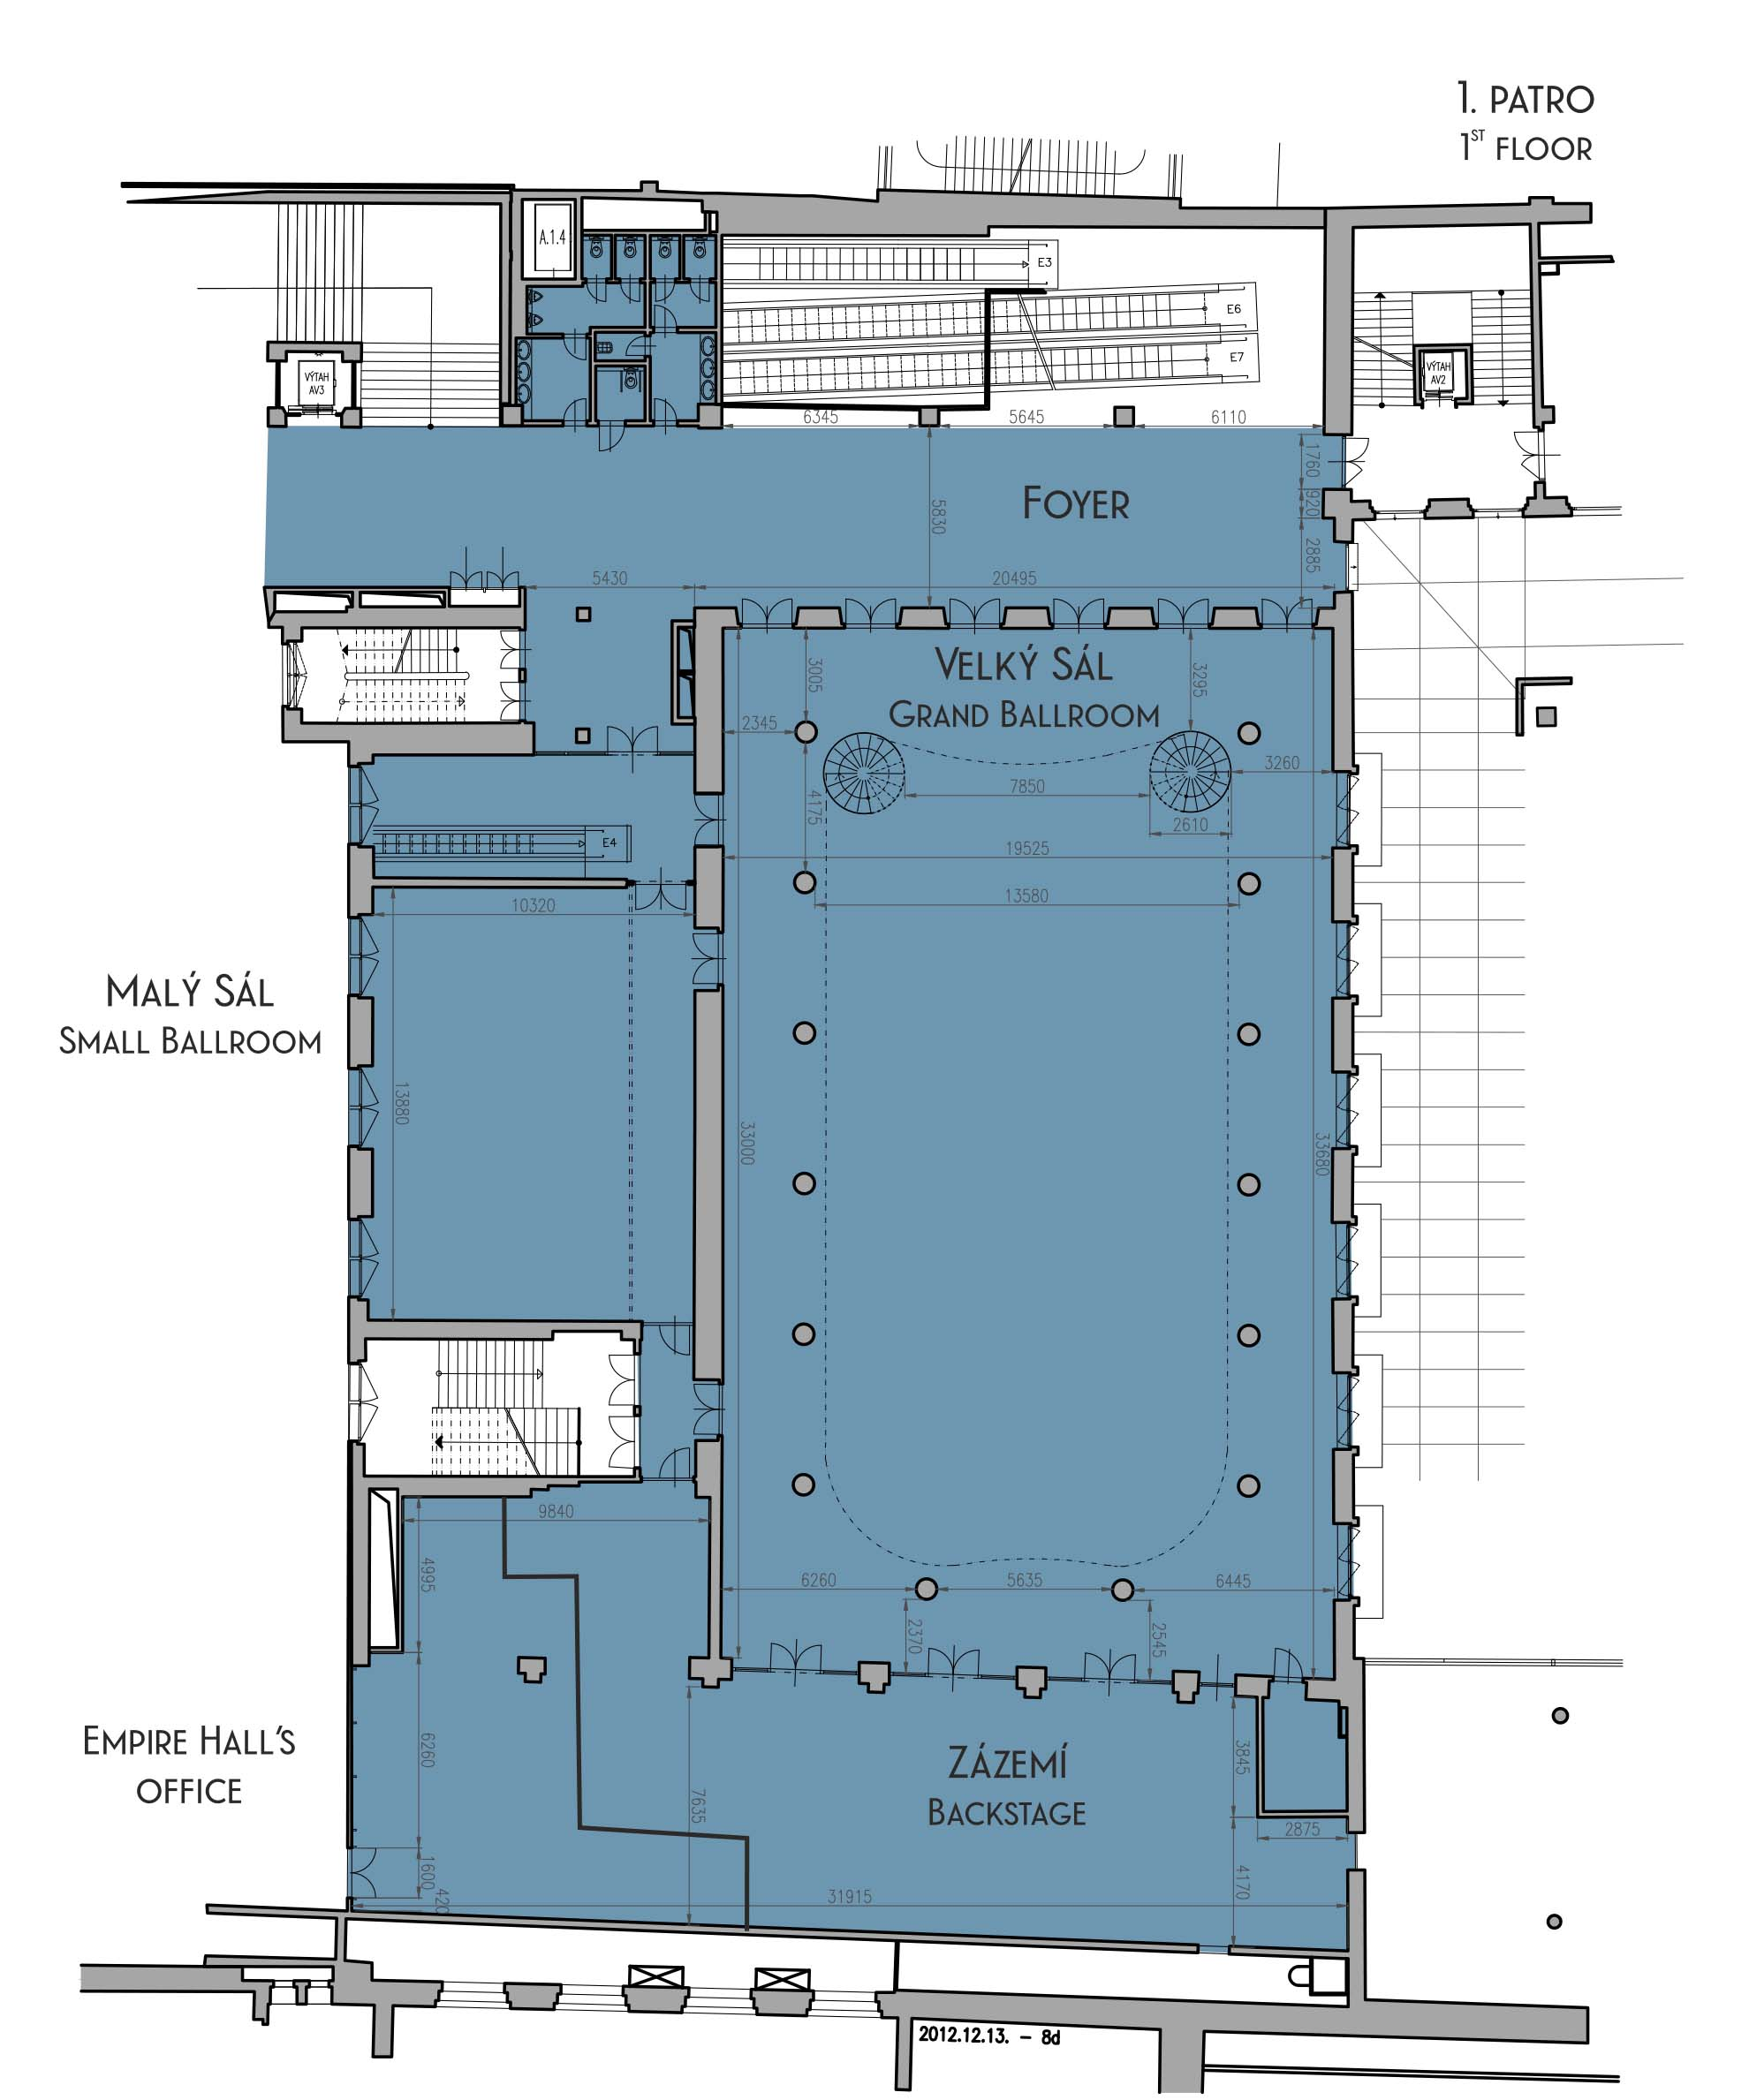 1. PATRO
1ST FLOOR
A.1.4
E3
E6
E7
VÝTAH
AV3
VÝTAH
AV2
6345
5645
6110
1760
920
2885
5830
FOYER
5430
20495
VELKÝ SÁL
GRAND BALLROOM
3005
3295
2345
3260
7850
4175
2610
E4
19525
13580
10320
MALÝ SÁL
SMALL BALLROOM
13880
33000
33680
9840
4995
6260
5635
6445
2370
2545
EMPIRE HALL'S
OFFICE
6260
7635
ZÁZEMÍ
BACKSTAGE
3845
2875
1600
420
4170
31915
2012.12.13. - 8d